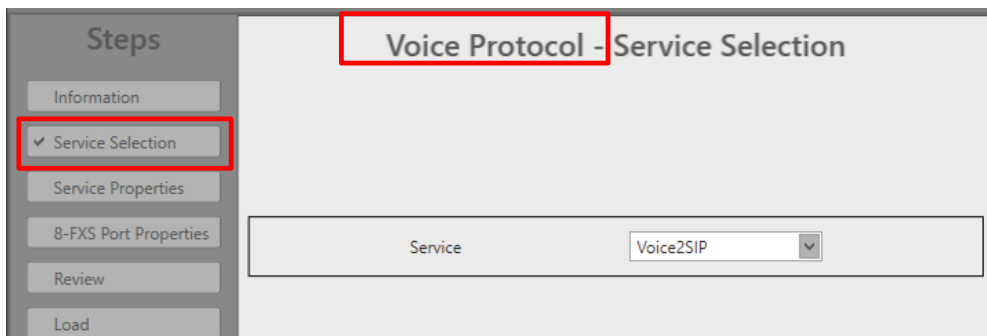 Steps
Information
Service Selection
Service Properties
8-FXS Port Properties
Review
Load
Voice Protocol - Service Selection
Service
Voice2SIP